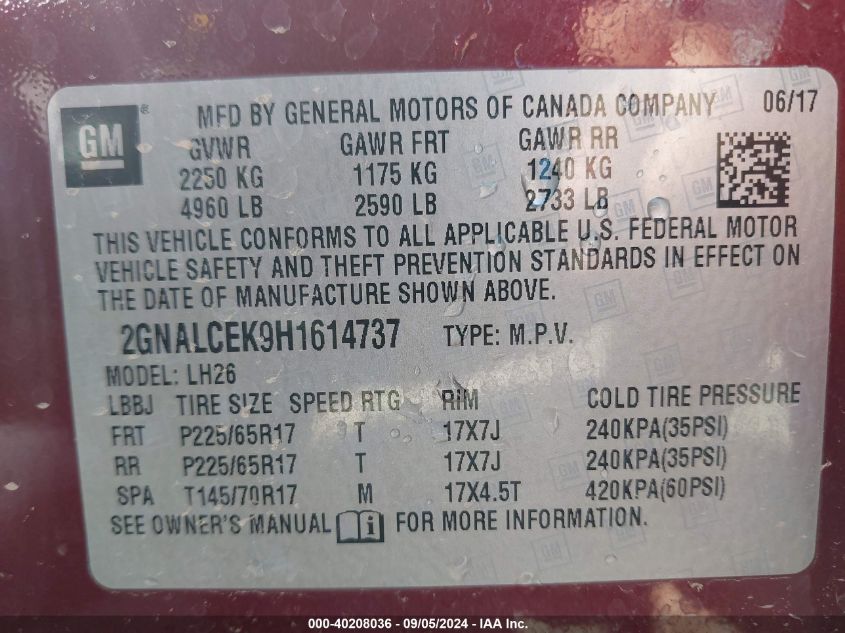 GM ® MFD BY GENERAL MOTORS OF CANADA COMPANY 06/17
GVWR GAWR FRT GAWR RR
2250 KG 1175 KG 1240 KG
4960 LB 2590 LB 2733 LB
THIS VEHICLE CONFORMS TO ALL APPLICABLE U.S. FEDERAL MOTOR
VEHICLE SAFETY AND THEFT PREVENTION STANDARDS IN EFFECT ON
THE DATE OF MANUFACTURE SHOWN ABOVE.
2GNALCEK9H1614737 TYPE: M.P.V.
MODEL: LH26
LBBJ TIRE SIZE SPEED RTG RIM COLD TIRE PRESSURE
FRT P225/65R17 T 17X7J 240KPA(35PSI)
RR P225/65R17 T 17X7J 240KPA(35PSI)
SPA T145/70R17 M 17X4.5T 420KPA(60PSI)
SEE OWNER'S MANUAL i FOR MORE INFORMATION.
000-40208036 - 09/05/2024 - IAA Inc.